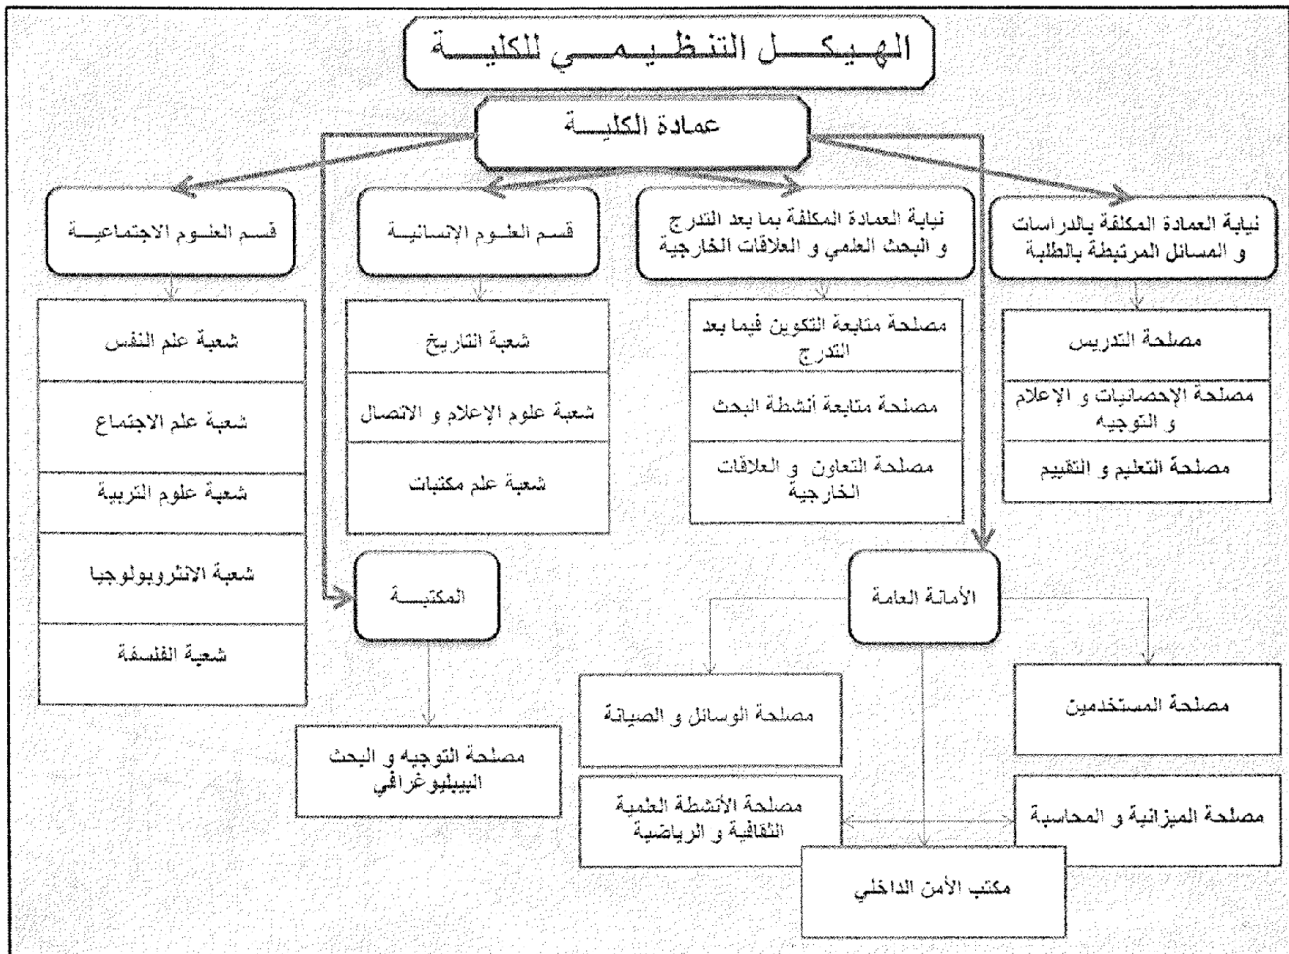 الهيكل التنظيمي للكلية
عمادة الكلية
نيابة العمادة المكلفة بالدراسات
و المسائل المرتبطة بالطلبة
نيابة العمادة المكلفة بما بعد التدرج
و البحث العلمي و العلاقات الخارجية
قسم العلوم الإنسانية
قسم العلوم الاجتماعية
مصلحة التدريس
مصلحة الإحصائيات و الإعلام
و التوجيه
مصلحة التعليم و التقييم
مصلحة متابعة التكوين فيما بعد
التدرج
مصلحة متابعة أنشطة البحث
مصلحة التعاون و العلاقات
الخارجية
شعبة التاريخ
شعبة علوم الإعلام و الاتصال
شعبة علم مكتبات
شعبة علم النفس
شعبة علم الاجتماع
شعبة علوم التربية
شعبة الانثروبولوجيا
شعبة الفلسفة
الأمانة العامة
المكتبة
مصلحة المستخدمين
مصلحة الوسائل و الصيانة
مصلحة التوجيه و البحث
البيبليوغرافي
مصلحة الميزانية و المحاسبة
مصلحة الأنشطة العلمية
الثقافية و الرياضية
مكتب الأمن الداخلي